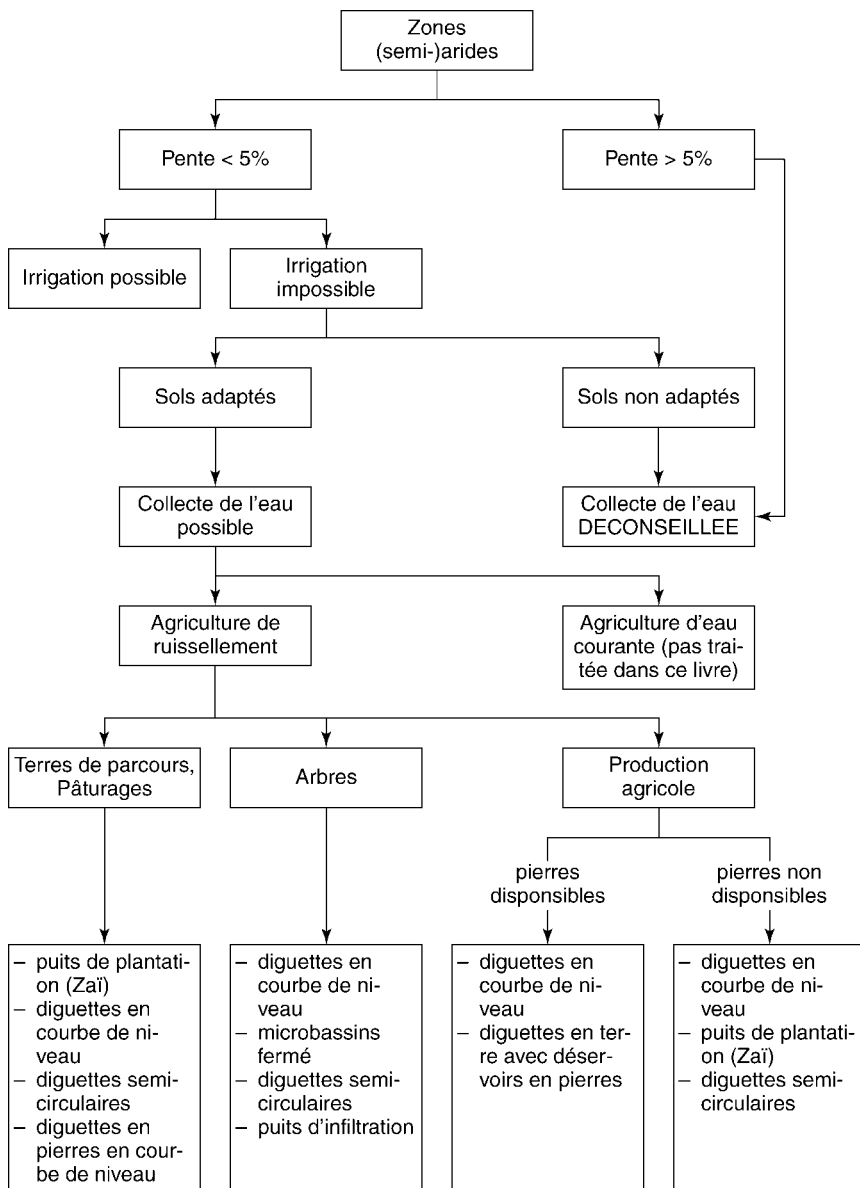 Zones
(semi-)arides
Pente < 5%
Pente > 5%
Irrigation possible
Irrigation
impossible
Sols adaptés
Sols non adaptés
Collecte de l'eau
possible
Collecte de l'eau
DECONSEILLEE
Agriculture de
ruissellement
Agriculture d'eau
courante (pas trai-
tée dans ce livre)
Terres de parcours,
Pâturages
Arbres
Production
agricole
pierres
disponsibles
pierres non
disponibles
– puits de plantati-
on (Zaï)
– diguettes en
courbe de ni-
veau
– diguettes semi-
circulaires
– diguettes en
pierres en cour-
be de niveau
– diguettes en
courbe de ni-
veau
– microbassins
fermé
– diguettes semi-
circulaires
– puits d'infiltration
– diguettes en
courbe de ni-
veau
– diguettes en ter-
re avec déser-
voirs en pierres
– diguettes en
courbe de ni-
veau
– puits de plantati-
on (Zaï)
– diguettes semi-
circulaires